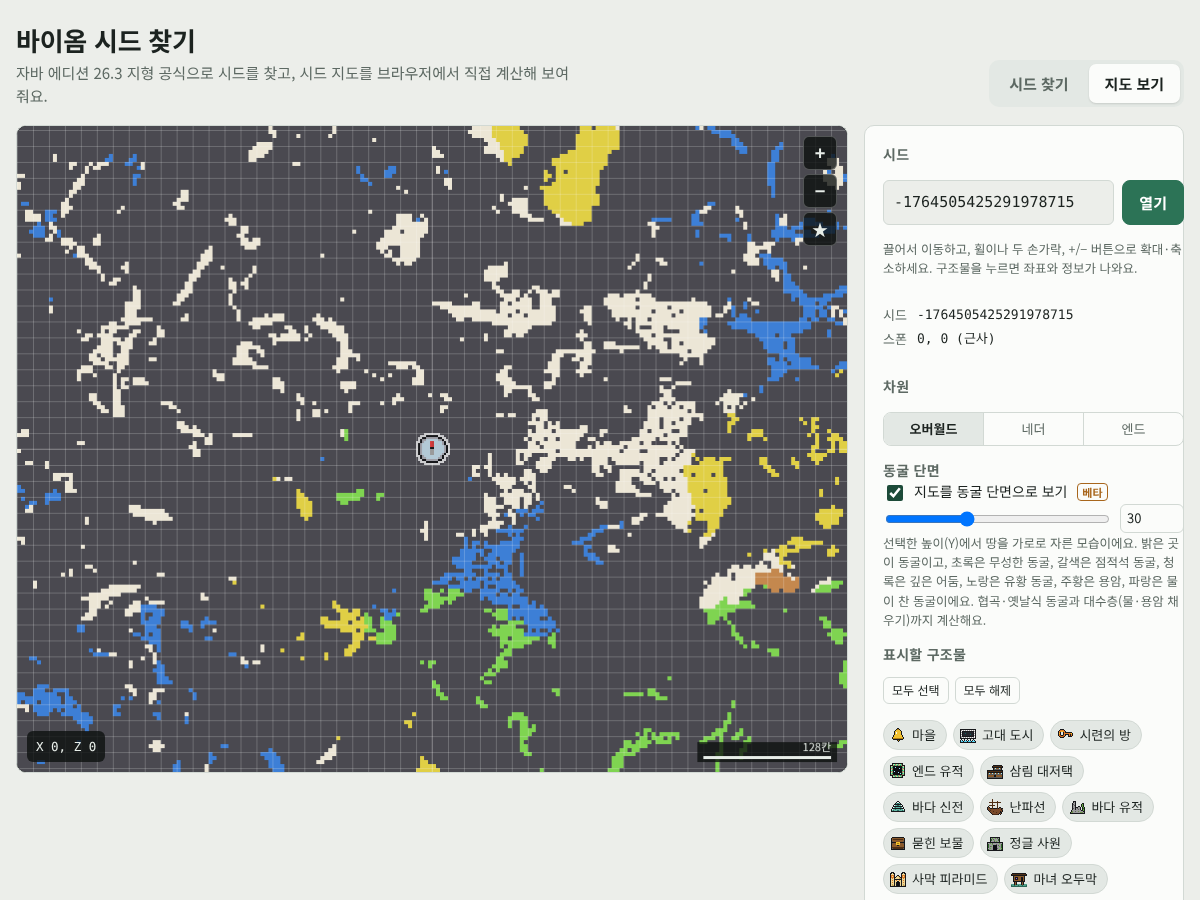 바이옴 시드 찾기
자바 에디션 26.3 지형 공식으로 시드를 찾고, 시드 지도를 브라우저에서 직접 계산해 보여
줘요.
시드 찾기
지도 보기
+
−
★
X 0, Z 0
128칸
시드
-1764505425291978715
열기
끌어서 이동하고, 휠이나 두 손가락, +/− 버튼으로 확대·축
소하세요. 구조물을 누르면 좌표와 정보가 나와요.
시드 -1764505425291978715
스폰 0, 0 (근사)
차원
오버월드
네더
엔드
동굴 단면
지도를 동굴 단면으로 보기 베타
30
선택한 높이(Y)에서 땅을 가로로 자른 모습이에요. 밝은 곳
이 동굴이고, 초록은 무성한 동굴, 갈색은 점적석 동굴, 청
록은 깊은 어둠, 노랑은 유황 동굴, 주황은 용암, 파랑은 물
이 찬 동굴이에요. 협곡·옛날식 동굴과 대수층(물·용암 채
우기)까지 계산해요.
표시할 구조물
모두 선택 모두 해제
마을 고대 도시 시련의 방
엔드 유적 삼림 대저택
바다 신전 난파선 바다 유적
묻힌 보물 정글 사원
사막 피라미드 마녀 오두막